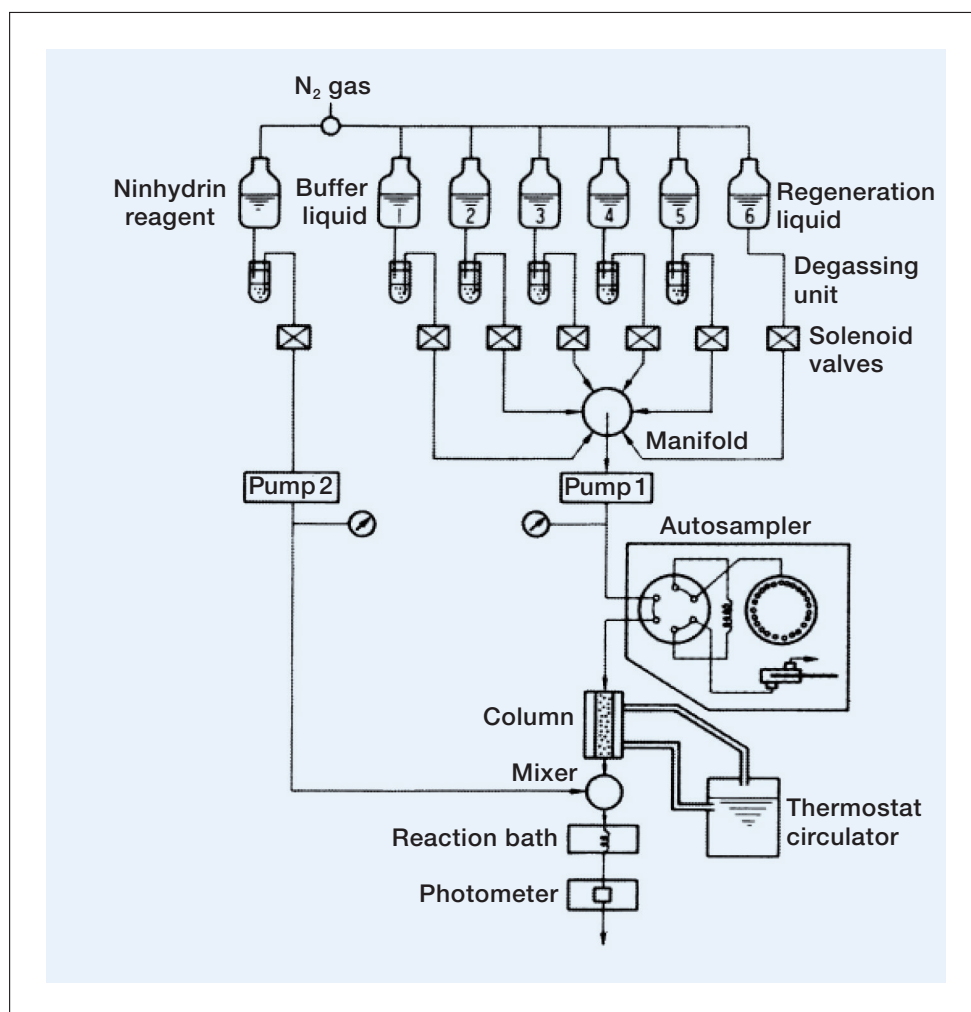 N₂ gas
Ninhydrin
reagent
Buffer
liquid
1
2
3
4
5
6
Regeneration
liquid
Degassing
unit
Solenoid
valves
Manifold
Pump 2
Pump 1
Autosampler
Column
Mixer
Thermostat
circulator
Reaction bath
Photometer